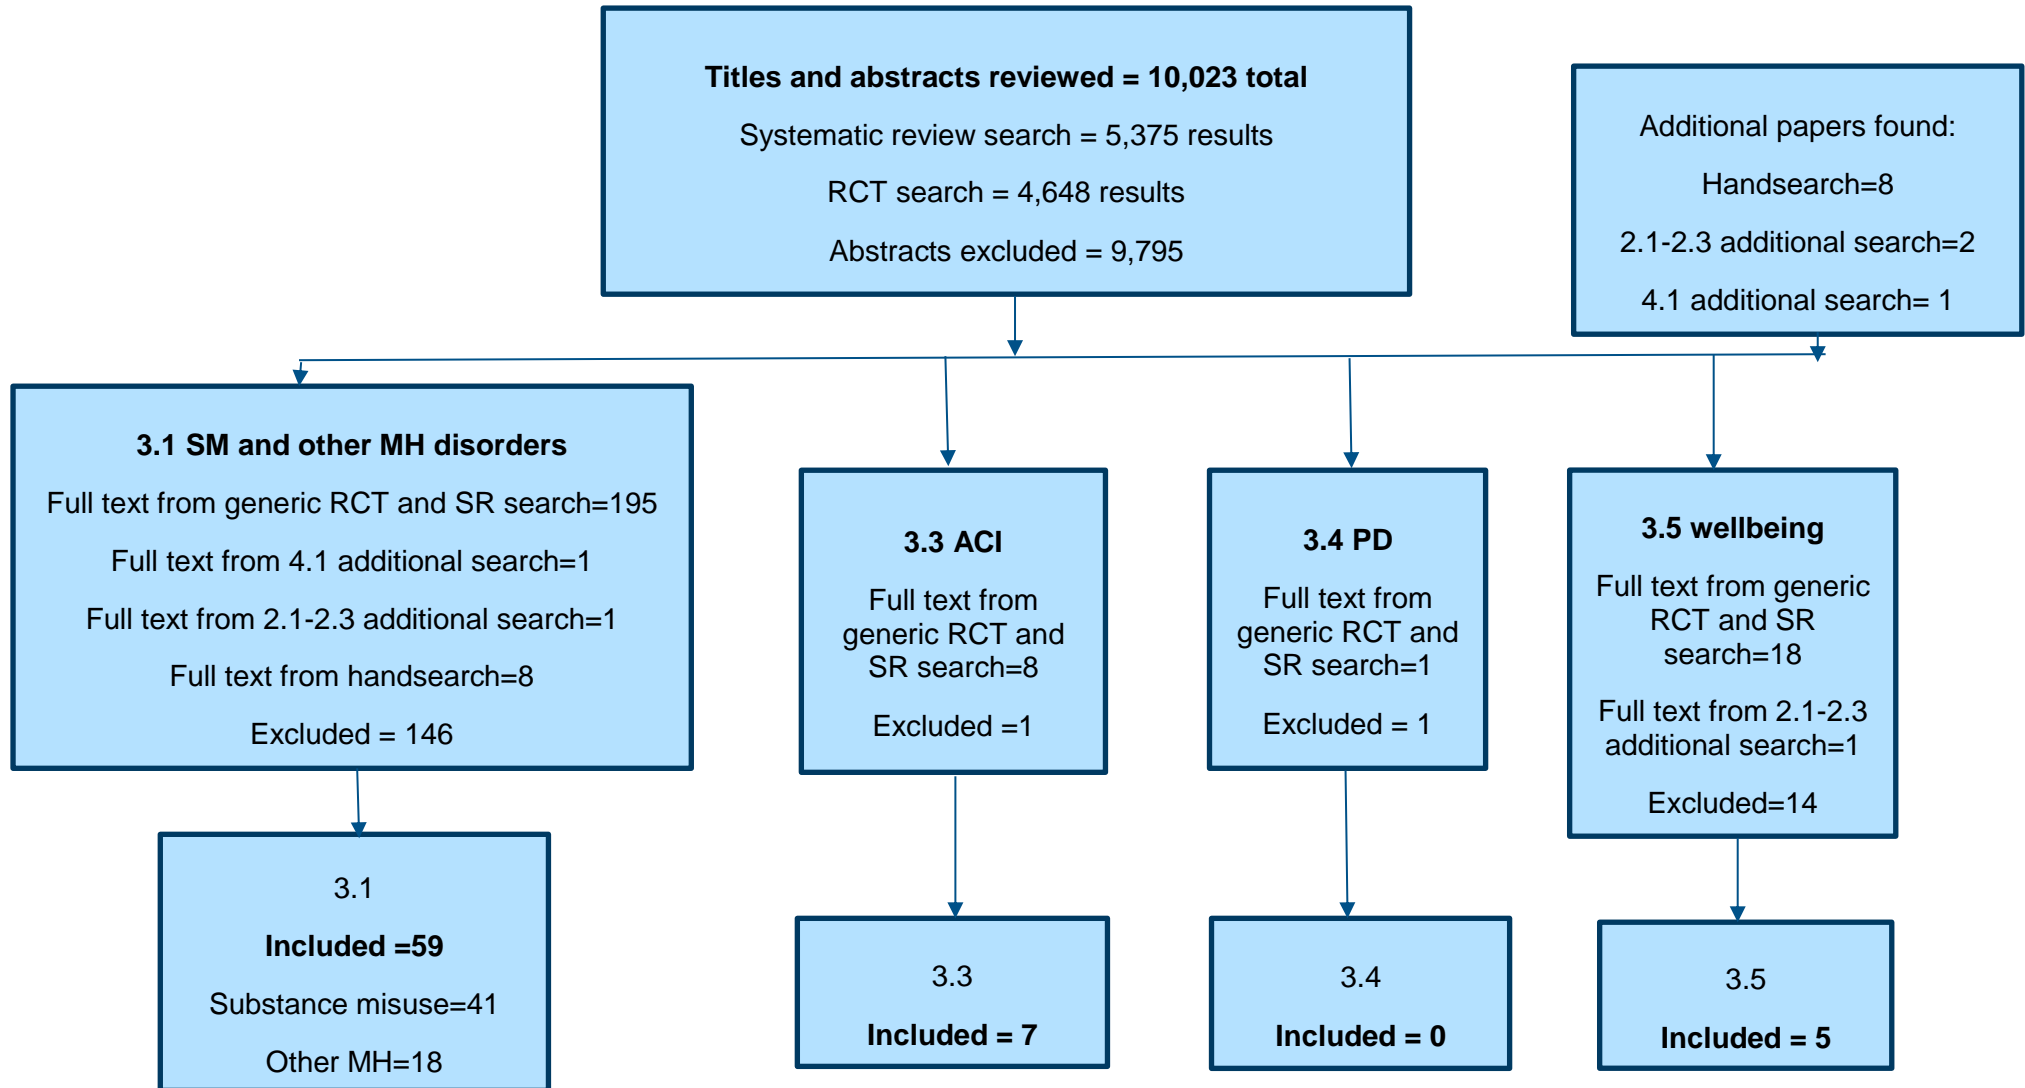 Titles and abstracts reviewed = 10,023 total
Systematic review search = 5,375 results
RCT search = 4,648 results
Abstracts excluded = 9,795
Additional papers found:
Handsearch=8
2.1-2.3 additional search=2
4.1 additional search= 1
3.1 SM and other MH disorders
Full text from generic RCT and SR search=195
Full text from 4.1 additional search=1
Full text from 2.1-2.3 additional search=1
Full text from handsearch=8
Excluded = 146
3.3 ACI
Full text from
generic RCT and
SR search=8
Excluded =1
3.4 PD
Full text from
generic RCT and
SR search=1
Excluded = 1
3.5 wellbeing
Full text from generic
RCT and SR
search=18
Full text from 2.1-2.3
additional search=1
Excluded=14
3.1
Included =59
Substance misuse=41
Other MH=18
3.3
Included = 7
3.4
Included = 0
3.5
Included = 5